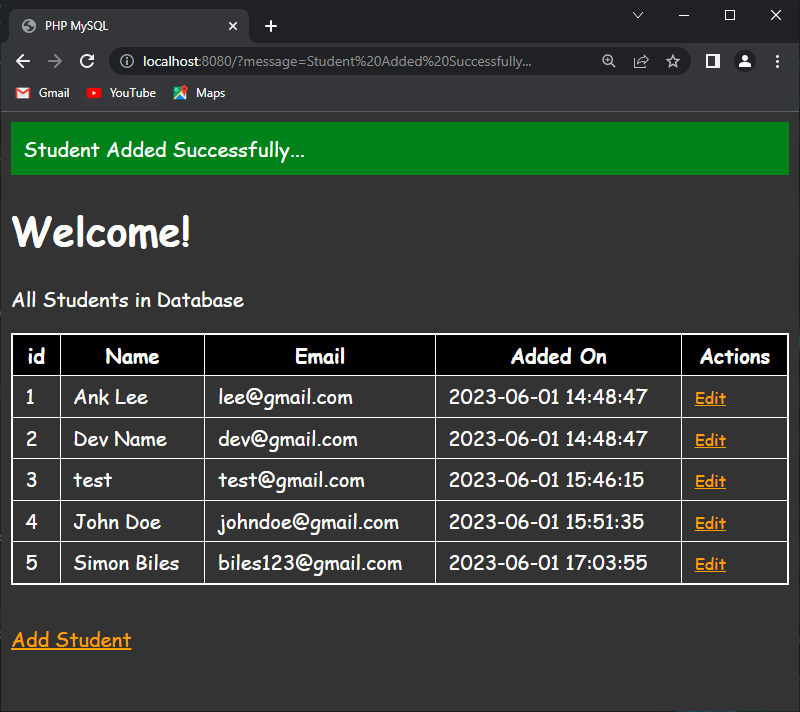 PHP MySQL
localhost:8080/?message=Student%20Added%20Successfully...
Gmail YouTube Maps
Student Added Successfully...
Welcome!
All Students in Database
id Name Email Added On Actions
1 Ank Lee lee@gmail.com 2023-06-01 14:48:47 Edit
2 Dev Name dev@gmail.com 2023-06-01 14:48:47 Edit
3 test test@gmail.com 2023-06-01 15:46:15 Edit
4 John Doe johndoe@gmail.com 2023-06-01 15:51:35 Edit
5 Simon Biles biles123@gmail.com 2023-06-01 17:03:55 Edit
Add Student